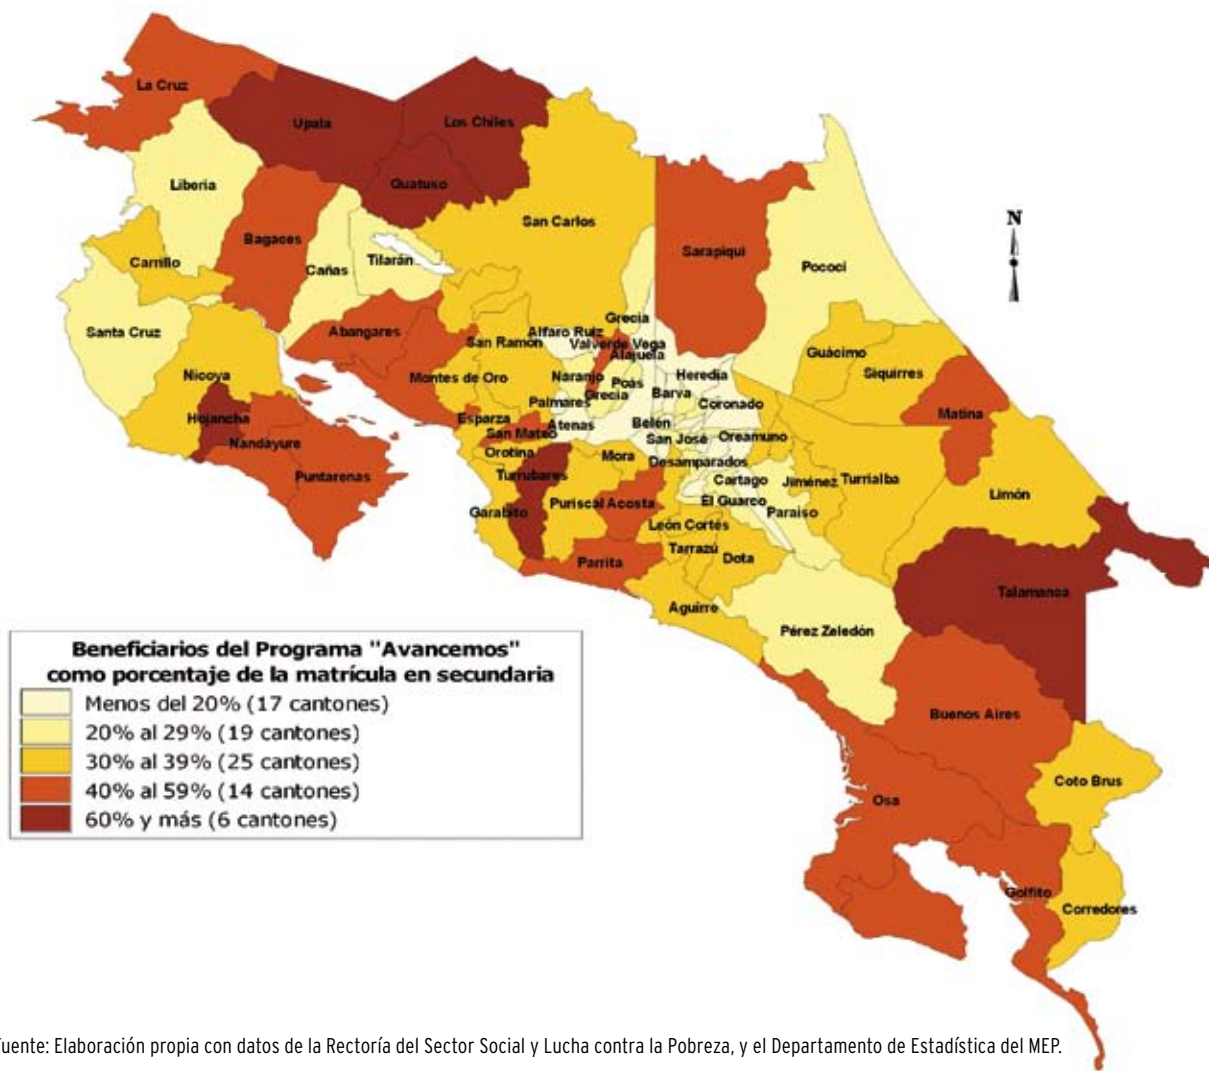 La Cruz
Upala
Los Chiles
Guatuso
Liberia
San Carlos
N
Bagaces
Sarapiquí
Carrillo
Cañas
Tilarán
Pococí
Santa Cruz
Abangares
Grecia
Alfaro Ruiz
San Ramón
Valverde Vega
Alajuela
Guácimo
Siquirres
Nicoya
Montes de Oro
Naranjo
Poás
Heredia
Grecia
Barva
Palmares
Coronado
Hojancha
Esparza
Atenas
Belén
Matina
San Mateo
San José
Oreamuno
Nandayure
Orotina
Mora
Desamparados
Puntarenas
Turrubares
Cartago
Jiménez
Turrialba
Limón
Puriscal
Acosta
El Guarco
Garabito
Paraíso
León Cortés
Tarrazú
Dota
Parrita
Talamanca
Aguirre
Pérez Zeledón
Buenos Aires
Coto Brus
Osa
Golfito
Corredores
Beneficiarios del Programa "Avancemos"
como porcentaje de la matrícula en secundaria
Menos del 20% (17 cantones)
20% al 29% (19 cantones)
30% al 39% (25 cantones)
40% al 59% (14 cantones)
60% y más (6 cantones)
uente: Elaboración propia con datos de la Rectoría del Sector Social y Lucha contra la Pobreza, y el Departamento de Estadística del MEP.